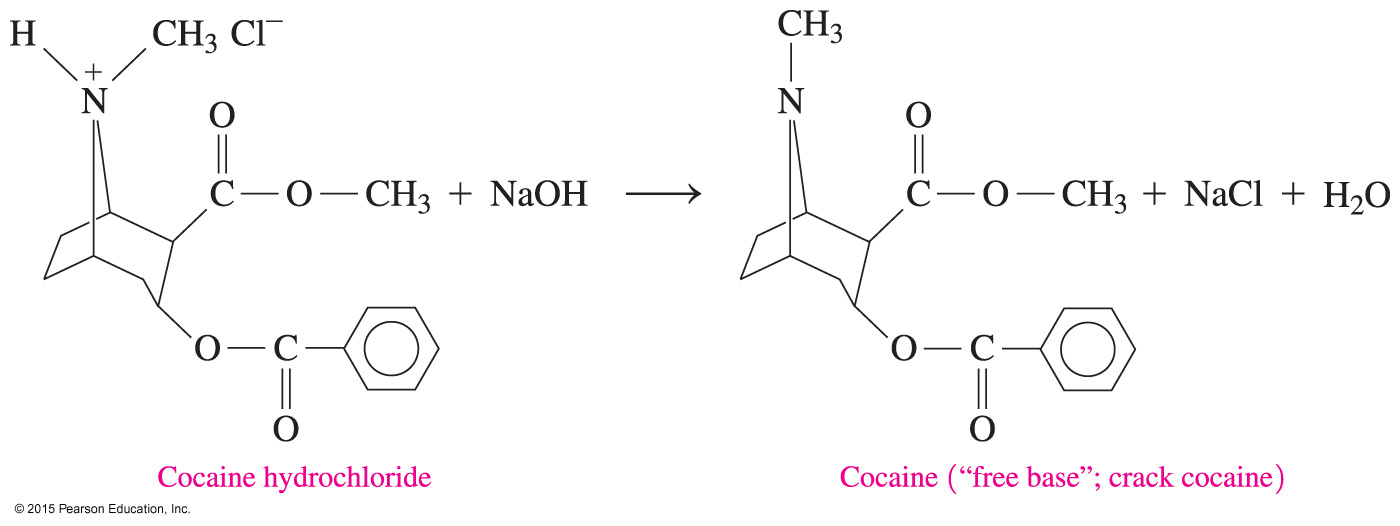 H CH₃ Cl⁻ CH₃
+
N N
O O
C O CH₃ + NaOH ⟶ C O CH₃ + NaCl + H₂O
O C O C
O O
Cocaine hydrochloride Cocaine (“free base”; crack cocaine)
© 2015 Pearson Education, Inc.